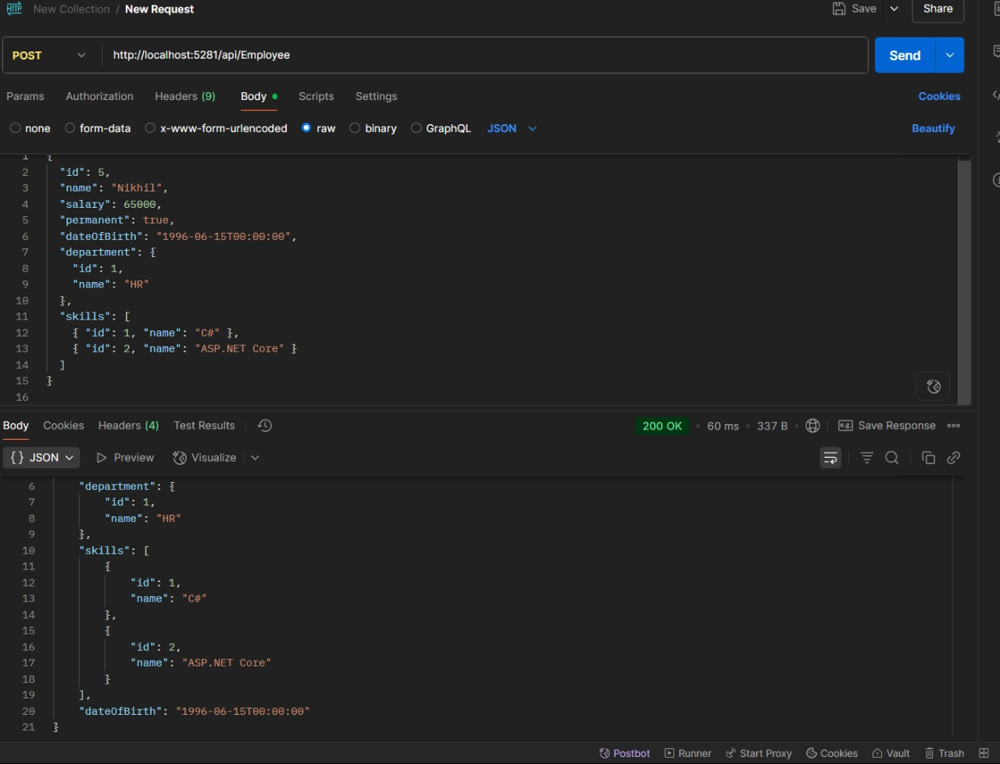 HTTP New Collection / New Request Save Share
POST http://localhost:5281/api/Employee Send
Params Authorization Headers (9) Body Scripts Settings Cookies
none form-data x-www-form-urlencoded raw binary GraphQL JSON Beautify
1 {
2 "id": 5,
3 "name": "Nikhil",
4 "salary": 65000,
5 "permanent": true,
6 "dateOfBirth": "1996-06-15T00:00:00",
7 "department": {
8 "id": 1,
9 "name": "HR"
10 },
11 "skills": [
12 { "id": 1, "name": "C#" },
13 { "id": 2, "name": "ASP.NET Core" }
14 ]
15 }
16
Body Cookies Headers (4) Test Results 200 OK • 60 ms • 337 B • e.g. Save Response
{} JSON Preview Visualize
6 "department": {
7 "id": 1,
8 "name": "HR"
9 },
10 "skills": [
11 {
12 "id": 1,
13 "name": "C#"
14 },
15 {
16 "id": 2,
17 "name": "ASP.NET Core"
18 }
19 ],
20 "dateOfBirth": "1996-06-15T00:00:00"
21 }
Postbot Runner Start Proxy Cookies Vault Trash